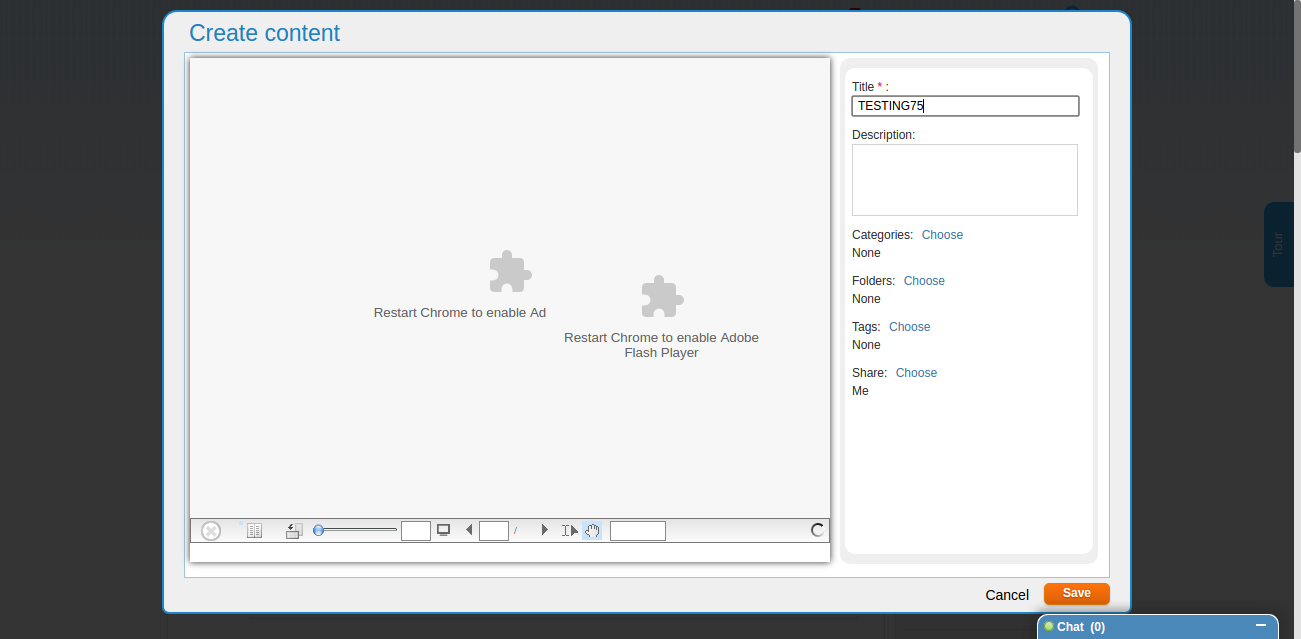 Create content
Restart Chrome to enable Ad
Restart Chrome to enable Adobe
Flash Player
/
Title * :
TESTING75
Description:
Categories: Choose
None
Folders: Choose
None
Tags: Choose
None
Share: Choose
Me
Tour
Cancel
Save
Chat (0)